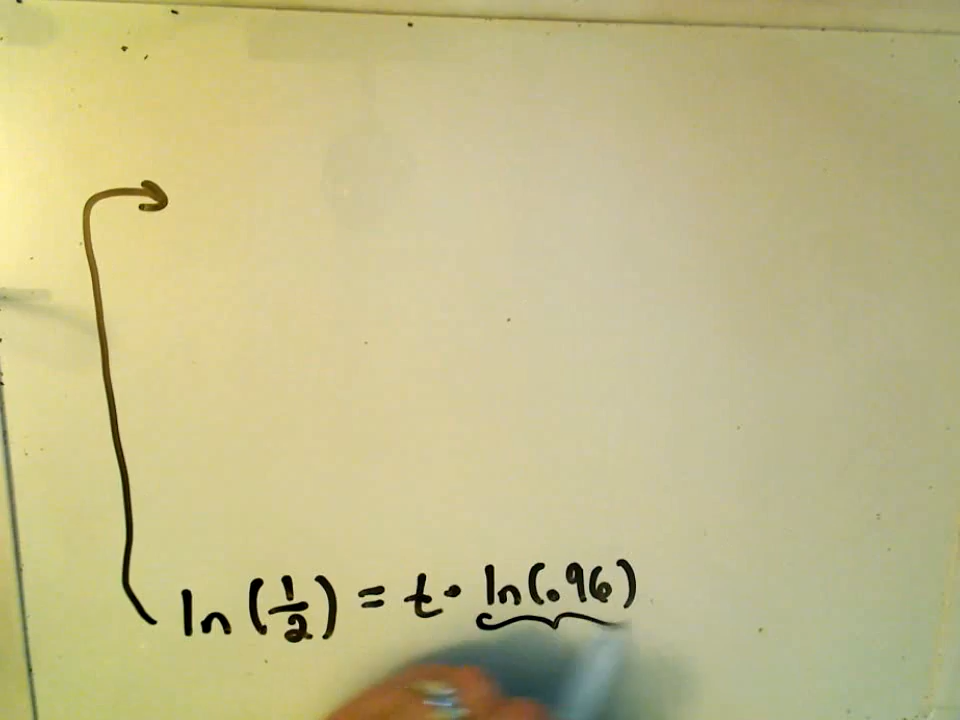 ln(1/2) = t · ln(.96)